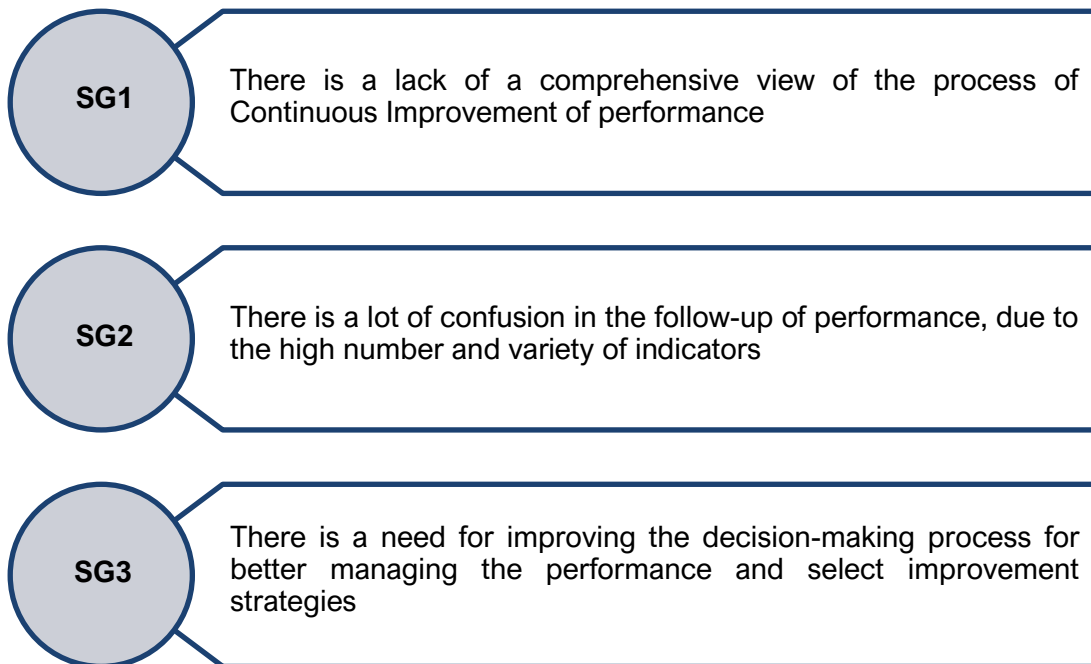 SG1
There is a lack of a comprehensive view of the process of
Continuous Improvement of performance
SG2
There is a lot of confusion in the follow-up of performance, due to
the high number and variety of indicators
SG3
There is a need for improving the decision-making process for
better managing the performance and select improvement
strategies